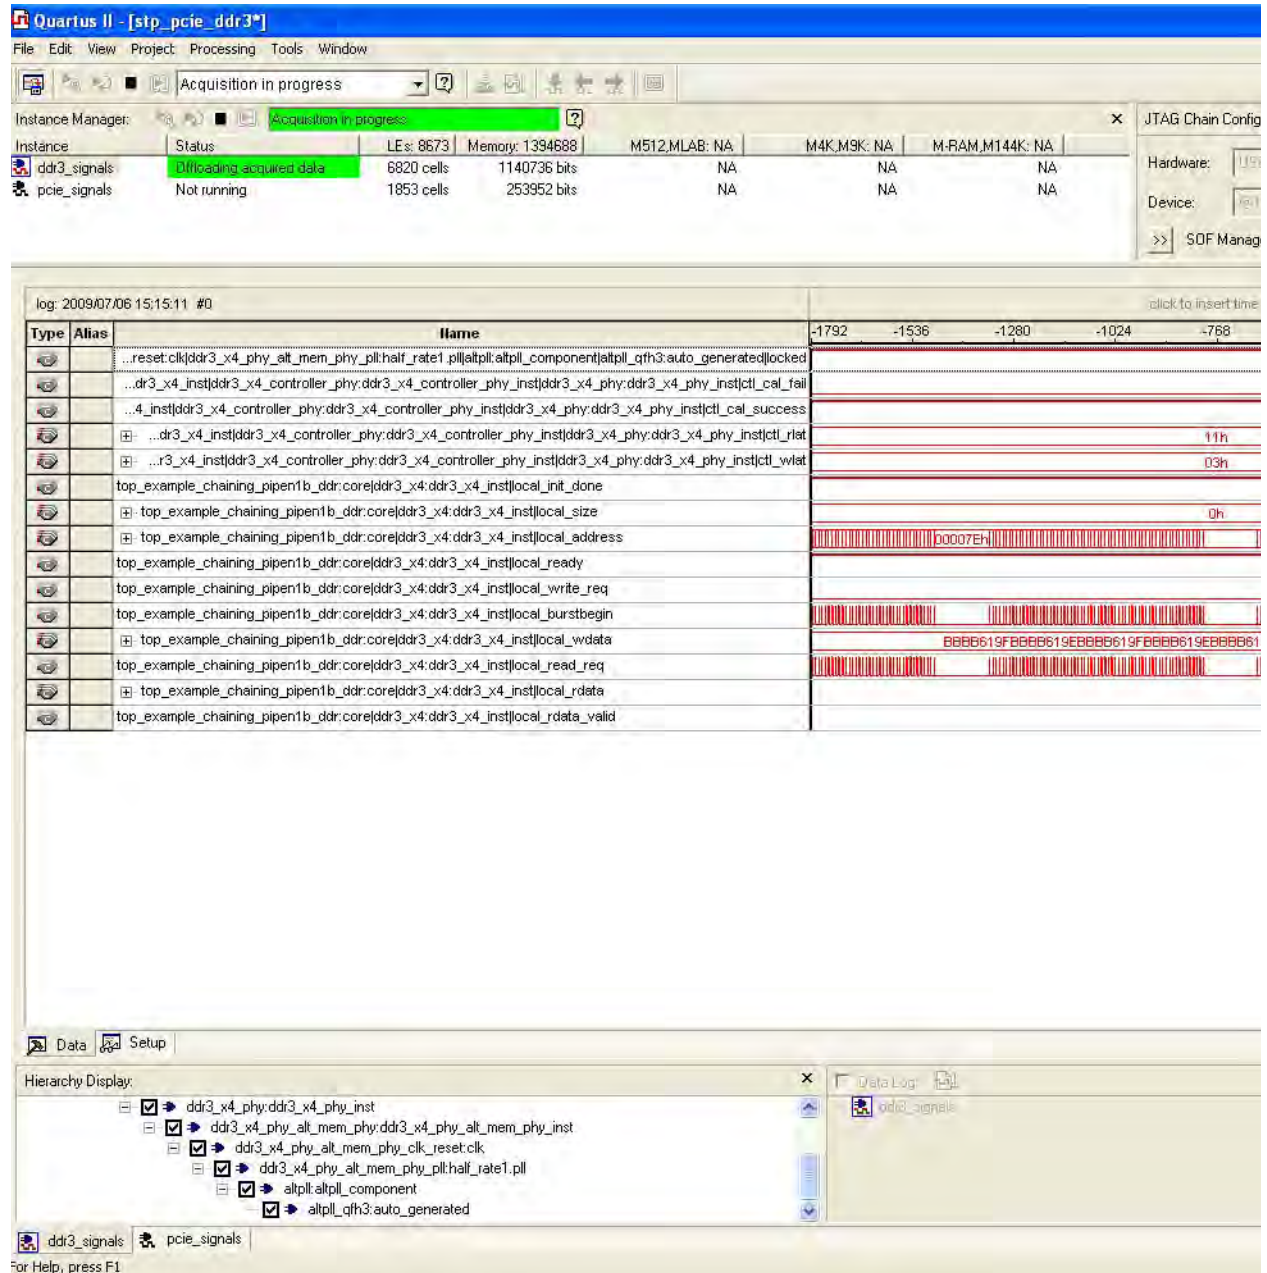 Quartus II - [stp_pcie_ddr3*]
File Edit View Project Processing Tools Window
Acquisition in progress
Instance Manager: Acquisition in progress
JTAG Chain Config
Instance Status LEs: 8673 Memory: 1394688 M512,MLAB: NA M4K,M9K: NA M-RAM,M144K: NA
ddr3_signals Offloading acquired data 6820 cells 1140736 bits NA NA NA
Hardware:
pcie_signals Not running 1853 cells 253952 bits NA NA NA
Device:
>> SOF Manag
log: 2009/07/06 15:15:11 #0
click to insert time
Type Alias Name -1792 -1536 -1280 -1024 -768
...reset:clk|ddr3_x4_phy_alt_mem_phy_pll:half_rate1.pll|altpll:altpll_component|altpll_qfh3:auto_generated|locked
...dr3_x4_inst|ddr3_x4_controller_phy:ddr3_x4_controller_phy_inst|ddr3_x4_phy:ddr3_x4_phy_inst|ctl_cal_fail
...4_inst|ddr3_x4_controller_phy:ddr3_x4_controller_phy_inst|ddr3_x4_phy:ddr3_x4_phy_inst|ctl_cal_success
...dr3_x4_inst|ddr3_x4_controller_phy:ddr3_x4_controller_phy_inst|ddr3_x4_phy:ddr3_x4_phy_inst|ctl_rlat 11h
...r3_x4_inst|ddr3_x4_controller_phy:ddr3_x4_controller_phy_inst|ddr3_x4_phy:ddr3_x4_phy_inst|ctl_wlat 03h
top_example_chaining_pipen1b_ddr:core|ddr3_x4:ddr3_x4_inst|local_init_done
top_example_chaining_pipen1b_ddr:core|ddr3_x4:ddr3_x4_inst|local_size 0h
top_example_chaining_pipen1b_ddr:core|ddr3_x4:ddr3_x4_inst|local_address 00007Eh
top_example_chaining_pipen1b_ddr:core|ddr3_x4:ddr3_x4_inst|local_ready
top_example_chaining_pipen1b_ddr:core|ddr3_x4:ddr3_x4_inst|local_write_req
top_example_chaining_pipen1b_ddr:core|ddr3_x4:ddr3_x4_inst|local_burstbegin
top_example_chaining_pipen1b_ddr:core|ddr3_x4:ddr3_x4_inst|local_wdata BBBB619FBBBB619EBBBB619FBBBB619EBBBB61
top_example_chaining_pipen1b_ddr:core|ddr3_x4:ddr3_x4_inst|local_read_req
top_example_chaining_pipen1b_ddr:core|ddr3_x4:ddr3_x4_inst|local_rdata
top_example_chaining_pipen1b_ddr:core|ddr3_x4:ddr3_x4_inst|local_rdata_valid
Data Setup
Hierarchy Display:
Data Log:
ddr3_x4_phy:ddr3_x4_phy_inst
ddr3_signals
ddr3_x4_phy_alt_mem_phy:ddr3_x4_phy_alt_mem_phy_inst
ddr3_x4_phy_alt_mem_phy_clk_reset:clk
ddr3_x4_phy_alt_mem_phy_pll:half_rate1.pll
altpll:altpll_component
altpll_qfh3:auto_generated
ddr3_signals pcie_signals
For Help, press F1